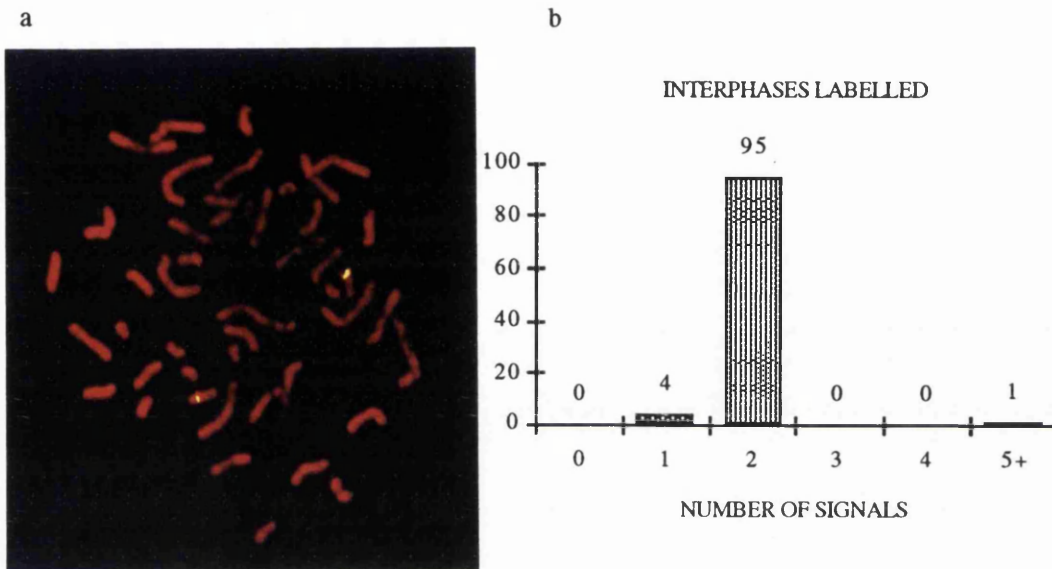 a
b
INTERPHASES LABELLED
100
80
60
40
20
0
0
4
95
0
0
1
0 1 2 3 4 5+
NUMBER OF SIGNALS